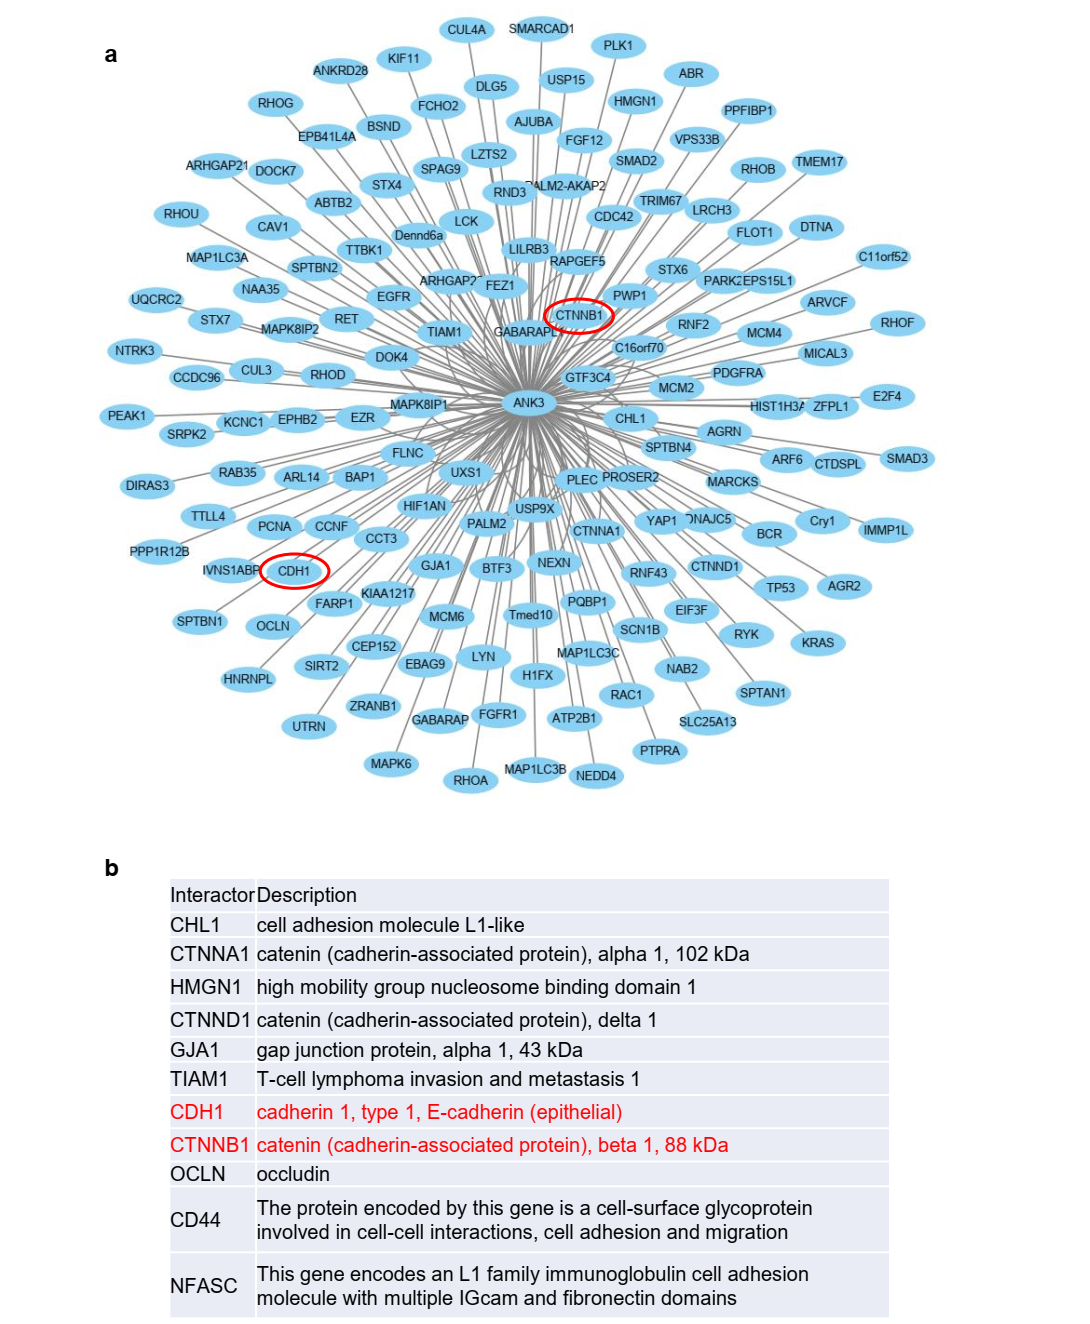 a
CUL4A
SMARCAD1
PLK1
KIF11
ANKRD28
ABR
DLG5
USP15
RHOG
FCHO2
HMGN1
PPFIBP1
EPB41L4A
BSND
AJUBA
FGF12
VPS33B
ARHGAP21
DOCK7
SPAG9
LZTS2
SMAD2
RHOB
TMEM17
STX4
RND3
ABTB2
TRIM67
LRCH3
RHOU
CAV1
LCK
CDC42
FLOT1
DTNA
Dennd6a
TTBK1
LILRB3
RAPGEF5
MAP1LC3A
SPTBN2
STX6
C11orf52
NAA35
FEZ1
EPS15L1
UQCRC2
EGFR
PWP1
ARVCF
STX7
RET
CTNNB1
MAPK8IP2
TIAM1
RNF2
MCM4
RHOF
NTRK3
DOK4
C16orf70
MICAL3
CCDC96
CUL3
RHOD
GTF3C4
MCM2
PDGFRA
PEAK1
MAPK8IP1
ANK3
ZFPL1
E2F4
SRPK2
KCNC1
EPHB2
EZR
CHL1
AGRN
FLNC
SPTBN4
ARF6
CTDSPL
SMAD3
DIRAS3
RAB35
ARL14
BAP1
UXS1
PLEC
PROSER2
MARCKS
TTLL4
PCNA
CCNF
HIF1AN
PALM2
USP9X
CTNNA1
YAP1
Cry1
IMMP1L
PPP1R12B
CCT3
BCR
CDH1
GJA1
BTF3
NEXN
RNF43
CTNND1
TP53
AGR2
SPTBN1
OCLN
FARP1
KIAA1217
MCM6
Tmed10
PQBP1
SCN1B
EIF3F
RYK
KRAS
HNRNPL
SIRT2
CEP152
EBAG9
LYN
H1FX
MAP1LC3C
NAB2
SPTAN1
UTRN
ZRANB1
GABARAP
FGFR1
ATP2B1
RAC1
SLC25A13
MAPK6
RHOA
MAP1LC3B
NEDD4
PTPRA
b
Interactor Description
CHL1 cell adhesion molecule L1-like
CTNNA1 catenin (cadherin-associated protein), alpha 1, 102 kDa
HMGN1 high mobility group nucleosome binding domain 1
CTNND1 catenin (cadherin-associated protein), delta 1
GJA1 gap junction protein, alpha 1, 43 kDa
TIAM1 T-cell lymphoma invasion and metastasis 1
CDH1 cadherin 1, type 1, E-cadherin (epithelial)
CTNNB1 catenin (cadherin-associated protein), beta 1, 88 kDa
OCLN occludin
CD44 The protein encoded by this gene is a cell-surface glycoprotein
involved in cell-cell interactions, cell adhesion and migration
NFASC This gene encodes an L1 family immunoglobulin cell adhesion
molecule with multiple IGcam and fibronectin domains